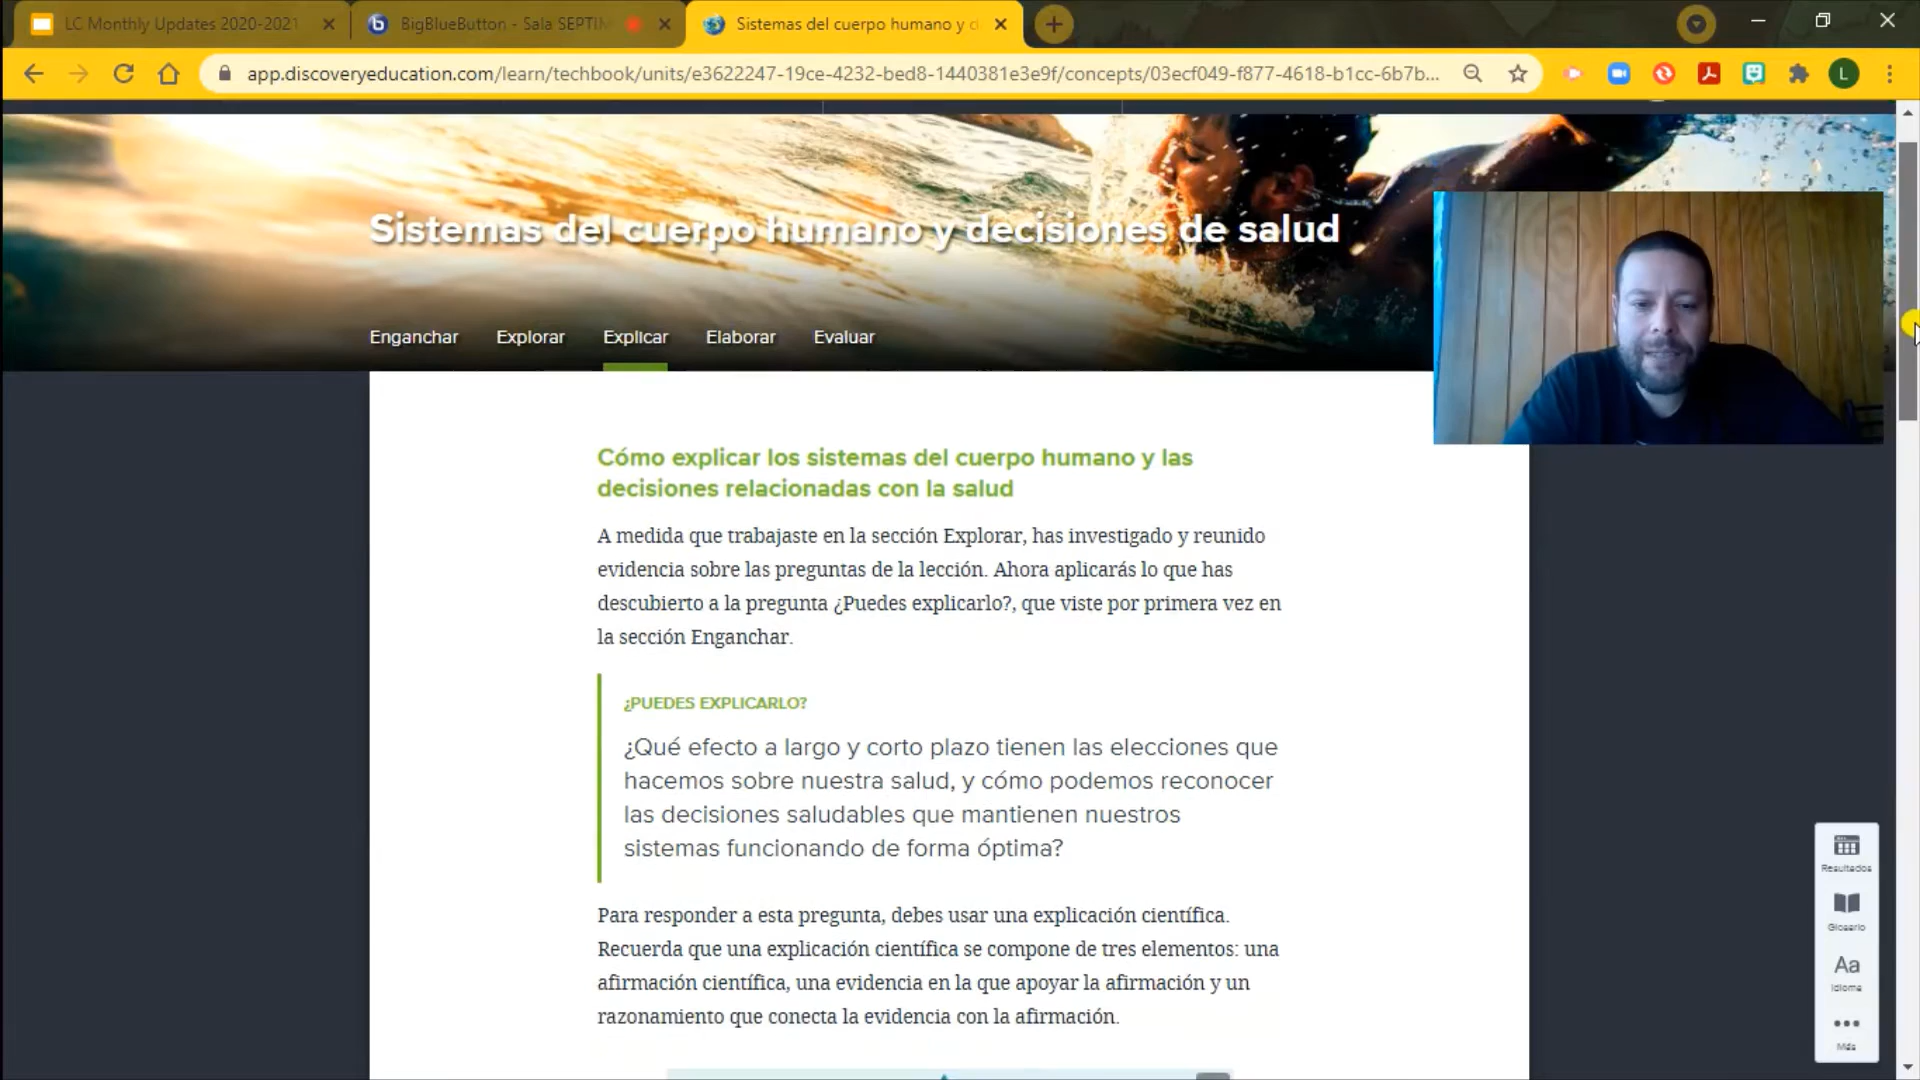 LC Monthly Updates 2020-2021
BigBlueButton - Sala SEPTI
Sistemas del cuerpo humano y d
app.discoveryeducation.com/learn/techbook/units/e3622247-19ce-4232-bed8-1440381e3e9f/concepts/03ecf049-f877-4618-b1cc-6b7b...
L
Sistemas del cuerpo humano y decisiones de salud
Enganchar Explorar Explicar Elaborar Evaluar
Cómo explicar los sistemas del cuerpo humano y las
decisiones relacionadas con la salud
A medida que trabajaste en la sección Explorar, has investigado y reunido
evidencia sobre las preguntas de la lección. Ahora aplicarás lo que has
descubierto a la pregunta ¿Puedes explicarlo?, que viste por primera vez en
la sección Enganchar.
¿PUEDES EXPLICARLO?
¿Qué efecto a largo y corto plazo tienen las elecciones que
hacemos sobre nuestra salud, y cómo podemos reconocer
las decisiones saludables que mantienen nuestros
sistemas funcionando de forma óptima?
Para responder a esta pregunta, debes usar una explicación científica.
Recuerda que una explicación científica se compone de tres elementos: una
afirmación científica, una evidencia en la que apoyar la afirmación y un
razonamiento que conecta la evidencia con la afirmación.
Resultados
Glosario
Aa
Idioma
Más